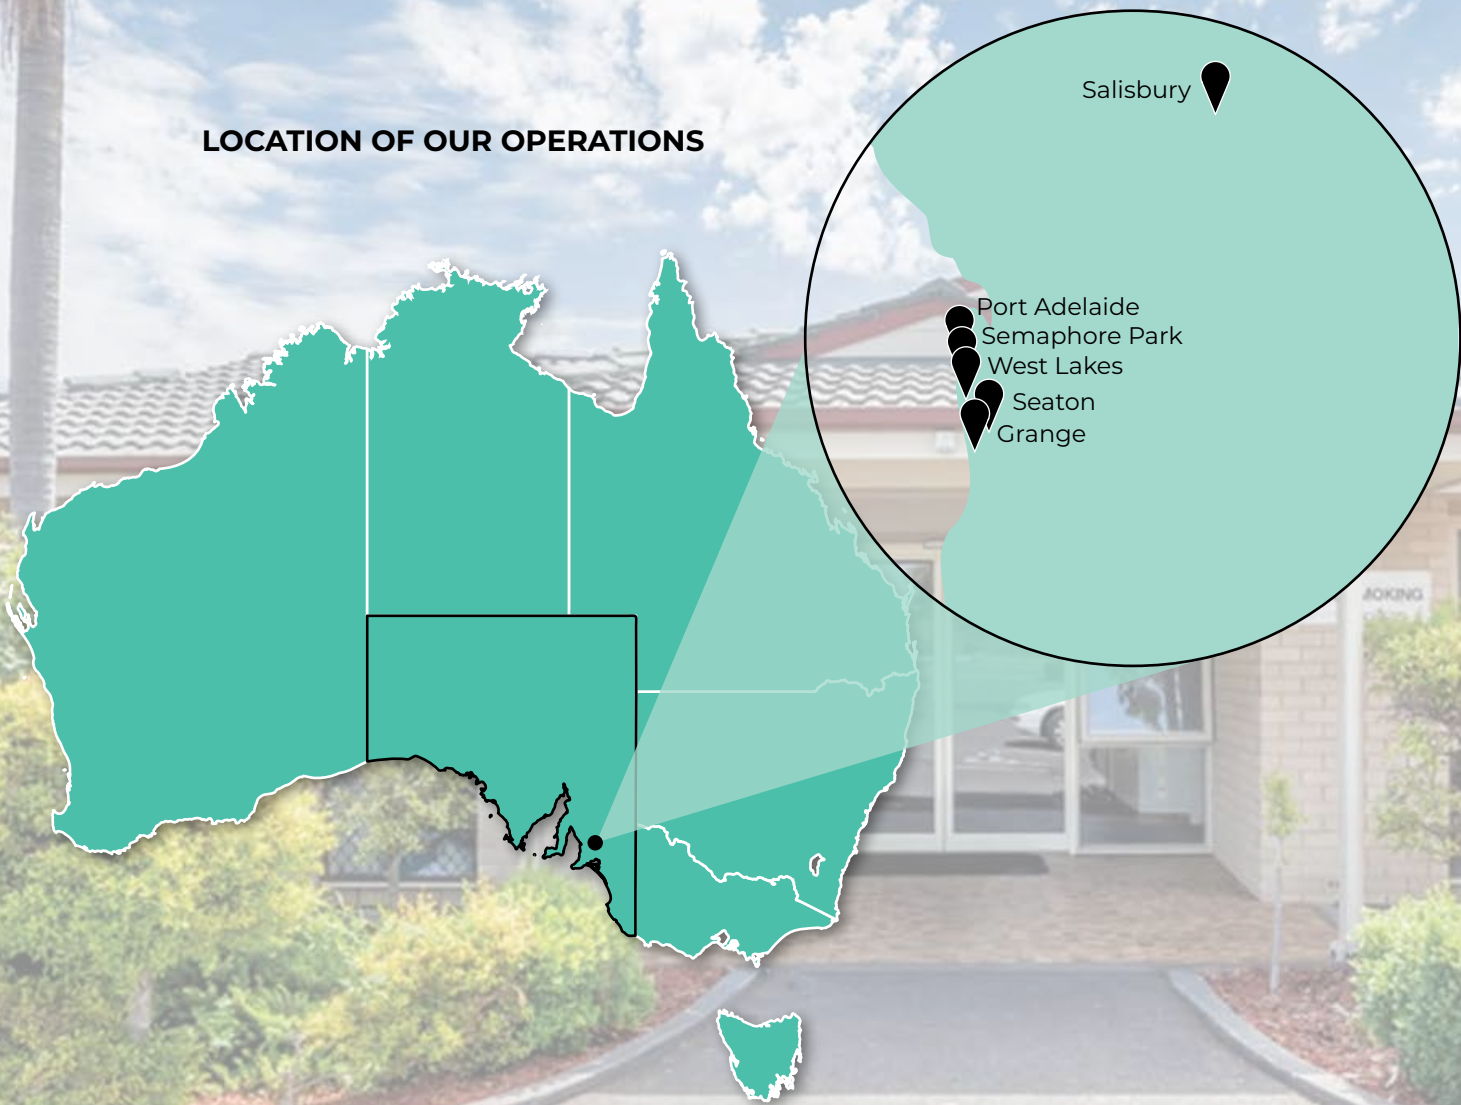 LOCATION OF OUR OPERATIONS
Salisbury
Port Adelaide
Semaphore Park
West Lakes
Seaton
Grange